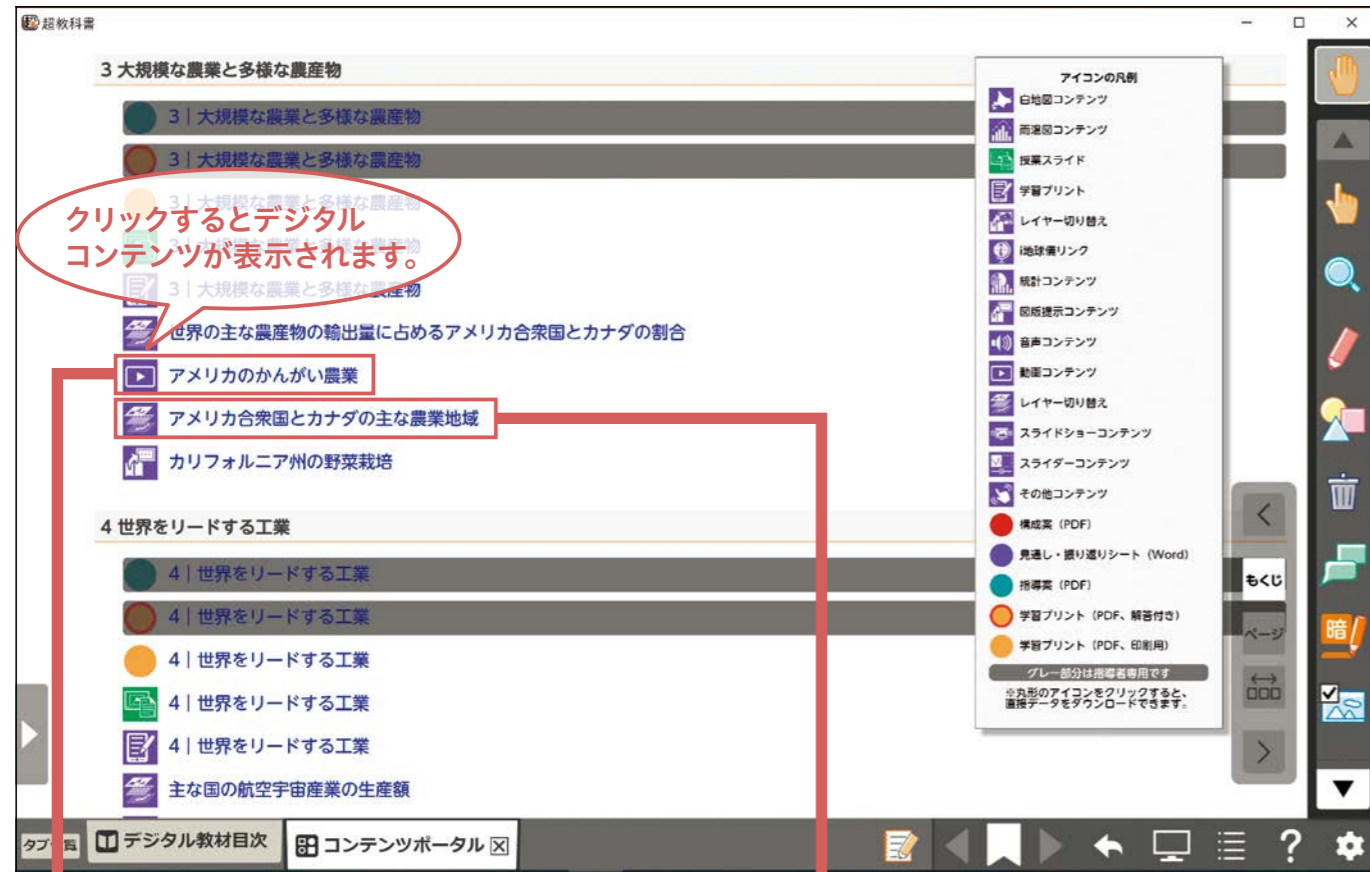 超教科書
3 大規模な農業と多様な農産物
3｜大規模な農業と多様な農産物
3｜大規模な農業と多様な農産物
3｜大規模な農業と多様な農産物
3｜大規模な農業と多様な農産物
3｜大規模な農業と多様な農産物
クリックするとデジタル
コンテンツが表示されます。
世界の主な農産物の輸出量に占めるアメリカ合衆国とカナダの割合
アメリカのかんがい農業
アメリカ合衆国とカナダの主な農業地域
カリフォルニア州の野菜栽培
4 世界をリードする工業
4｜世界をリードする工業
4｜世界をリードする工業
4｜世界をリードする工業
4｜世界をリードする工業
4｜世界をリードする工業
主な国の航空宇宙産業の生産額
アイコンの凡例
白地図コンテンツ
雨温図コンテンツ
授業スライド
学習プリント
レイヤー切り替え
i地球儀リンク
統計コンテンツ
図版提示コンテンツ
音声コンテンツ
動画コンテンツ
レイヤー切り替え
スライドショーコンテンツ
スライダーコンテンツ
その他コンテンツ
構成案（PDF）
見通し・振り返りシート（Word）
指導案（PDF）
学習プリント（PDF、解答付き）
学習プリント（PDF、印刷用）
グレー部分は指導者専用です
※丸形のアイコンをクリックすると、
直接データをダウンロードできます。
もくじ
ページ
暗
デジタル教材目次
コンテンツポータル